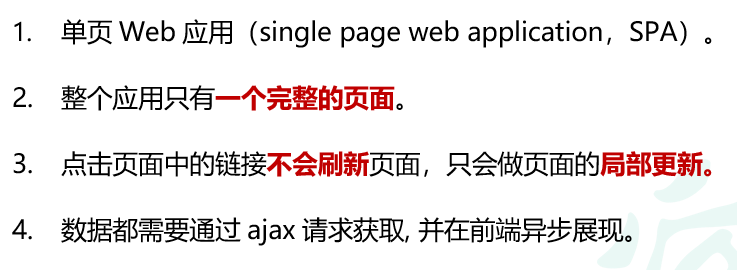 1. 单页 Web 应用（single page web application，SPA）。
2. 整个应用只有一个完整的页面。
3. 点击页面中的链接不会刷新页面，只会做页面的局部更新。
4. 数据都需要通过 ajax 请求获取, 并在前端异步展现。